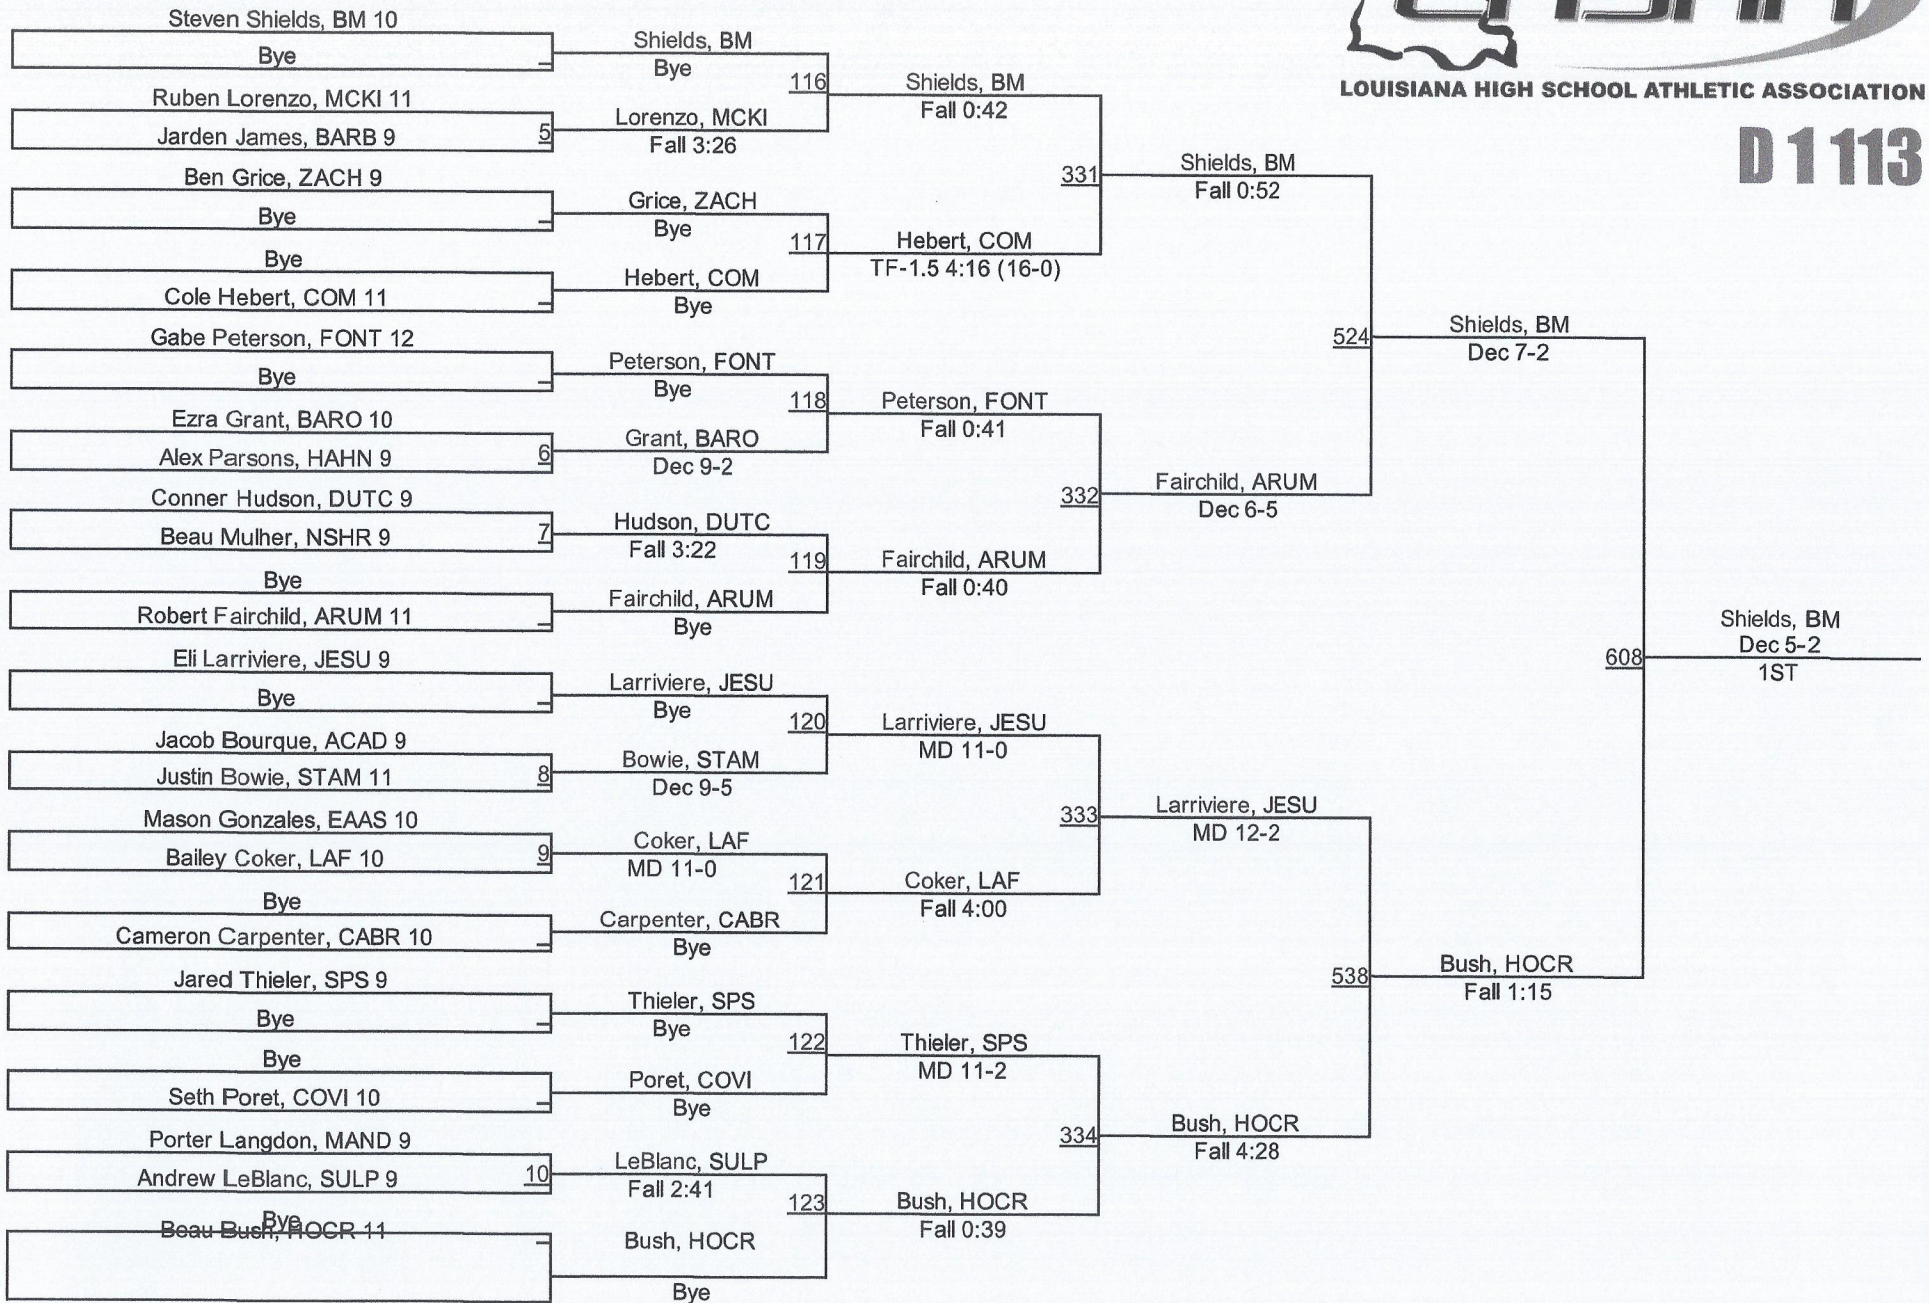 LOUISIANA HIGH SCHOOL ATHLETIC ASSOCIATION
D 1 113
Steven Shields, BM 10
Bye
Ruben Lorenzo, MCKI 11
Jarden James, BARB 9
5
Ben Grice, ZACH 9
Bye
Bye
Cole Hebert, COM 11
Gabe Peterson, FONT 12
Bye
Ezra Grant, BARO 10
Alex Parsons, HAHN 9
6
Conner Hudson, DUTC 9
Beau Mulher, NSHR 9
7
Bye
Robert Fairchild, ARUM 11
Eli Larriviere, JESU 9
Bye
Jacob Bourque, ACAD 9
Justin Bowie, STAM 11
8
Mason Gonzales, EAAS 10
Bailey Coker, LAF 10
9
Bye
Cameron Carpenter, CABR 10
Jared Thieler, SPS 9
Bye
Bye
Seth Poret, COVI 10
Porter Langdon, MAND 9
Andrew LeBlanc, SULP 9
10
Bye
Beau Bush, HOCR 11
Shields, BM
Bye
116
Lorenzo, MCKI
Fall 3:26
Grice, ZACH
Bye
117
Hebert, COM
Bye
Peterson, FONT
Bye
118
Grant, BARO
Dec 9-2
Hudson, DUTC
Fall 3:22
119
Fairchild, ARUM
Bye
Larriviere, JESU
Bye
120
Bowie, STAM
Dec 9-5
Coker, LAF
MD 11-0
121
Carpenter, CABR
Bye
Thieler, SPS
Bye
122
Poret, COVI
Bye
LeBlanc, SULP
Fall 2:41
123
Bush, HOCR
Bye
Shields, BM
Fall 0:42
331
Hebert, COM
TF-1.5 4:16 (16-0)
Peterson, FONT
Fall 0:41
332
Fairchild, ARUM
Fall 0:40
Larriviere, JESU
MD 11-0
333
Coker, LAF
Fall 4:00
Thieler, SPS
MD 11-2
334
Bush, HOCR
Fall 0:39
Shields, BM
Fall 0:52
524
Fairchild, ARUM
Dec 6-5
Larriviere, JESU
MD 12-2
538
Bush, HOCR
Fall 4:28
Shields, BM
Dec 7-2
608
Bush, HOCR
Fall 1:15
Shields, BM
Dec 5-2
1ST